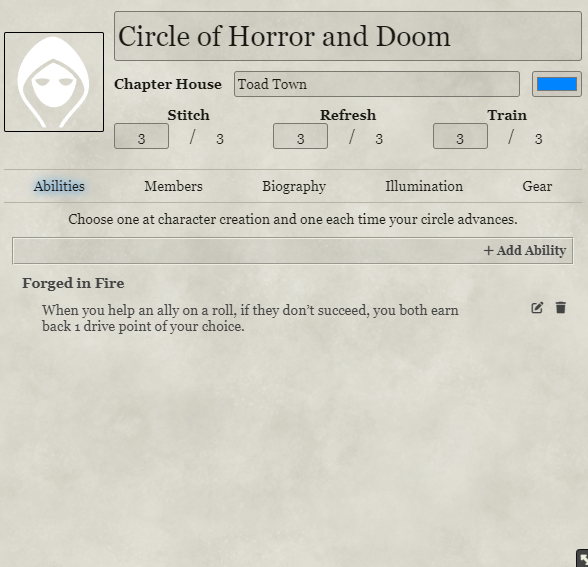 Circle of Horror and Doom
Chapter House Toad Town
Stitch Refresh Train
3 / 3 3 / 3 3 / 3
Abilities Members Biography Illumination Gear
Choose one at character creation and one each time your circle advances.
+ Add Ability
Forged in Fire
When you help an ally on a roll, if they don’t succeed, you both earn
back 1 drive point of your choice.